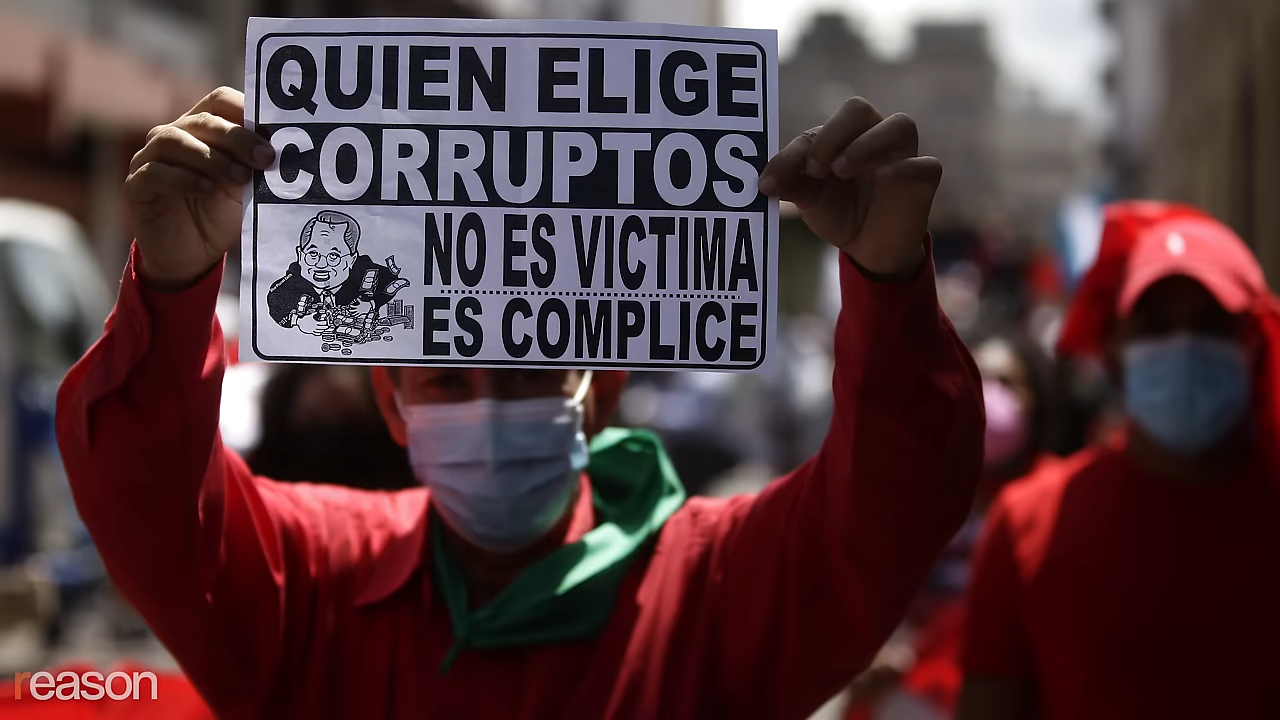 QUIEN ELIGE
CORRUPTOS
NO ES VICTIMA
ES COMPLICE
reason